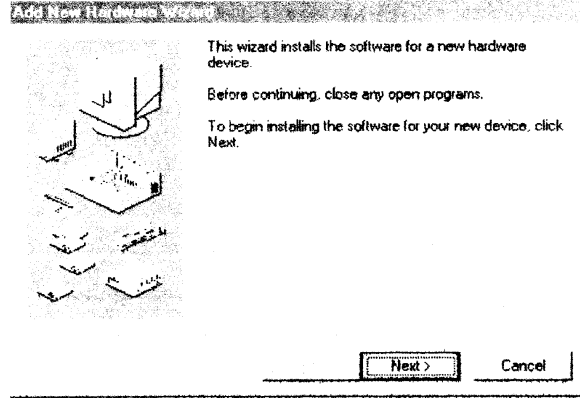 Add New Hardware Wizard
This wizard installs the software for a new hardware
device.
Before continuing, close any open programs.
To begin installing the software for your new device, click
Next.
Next >
Cancel